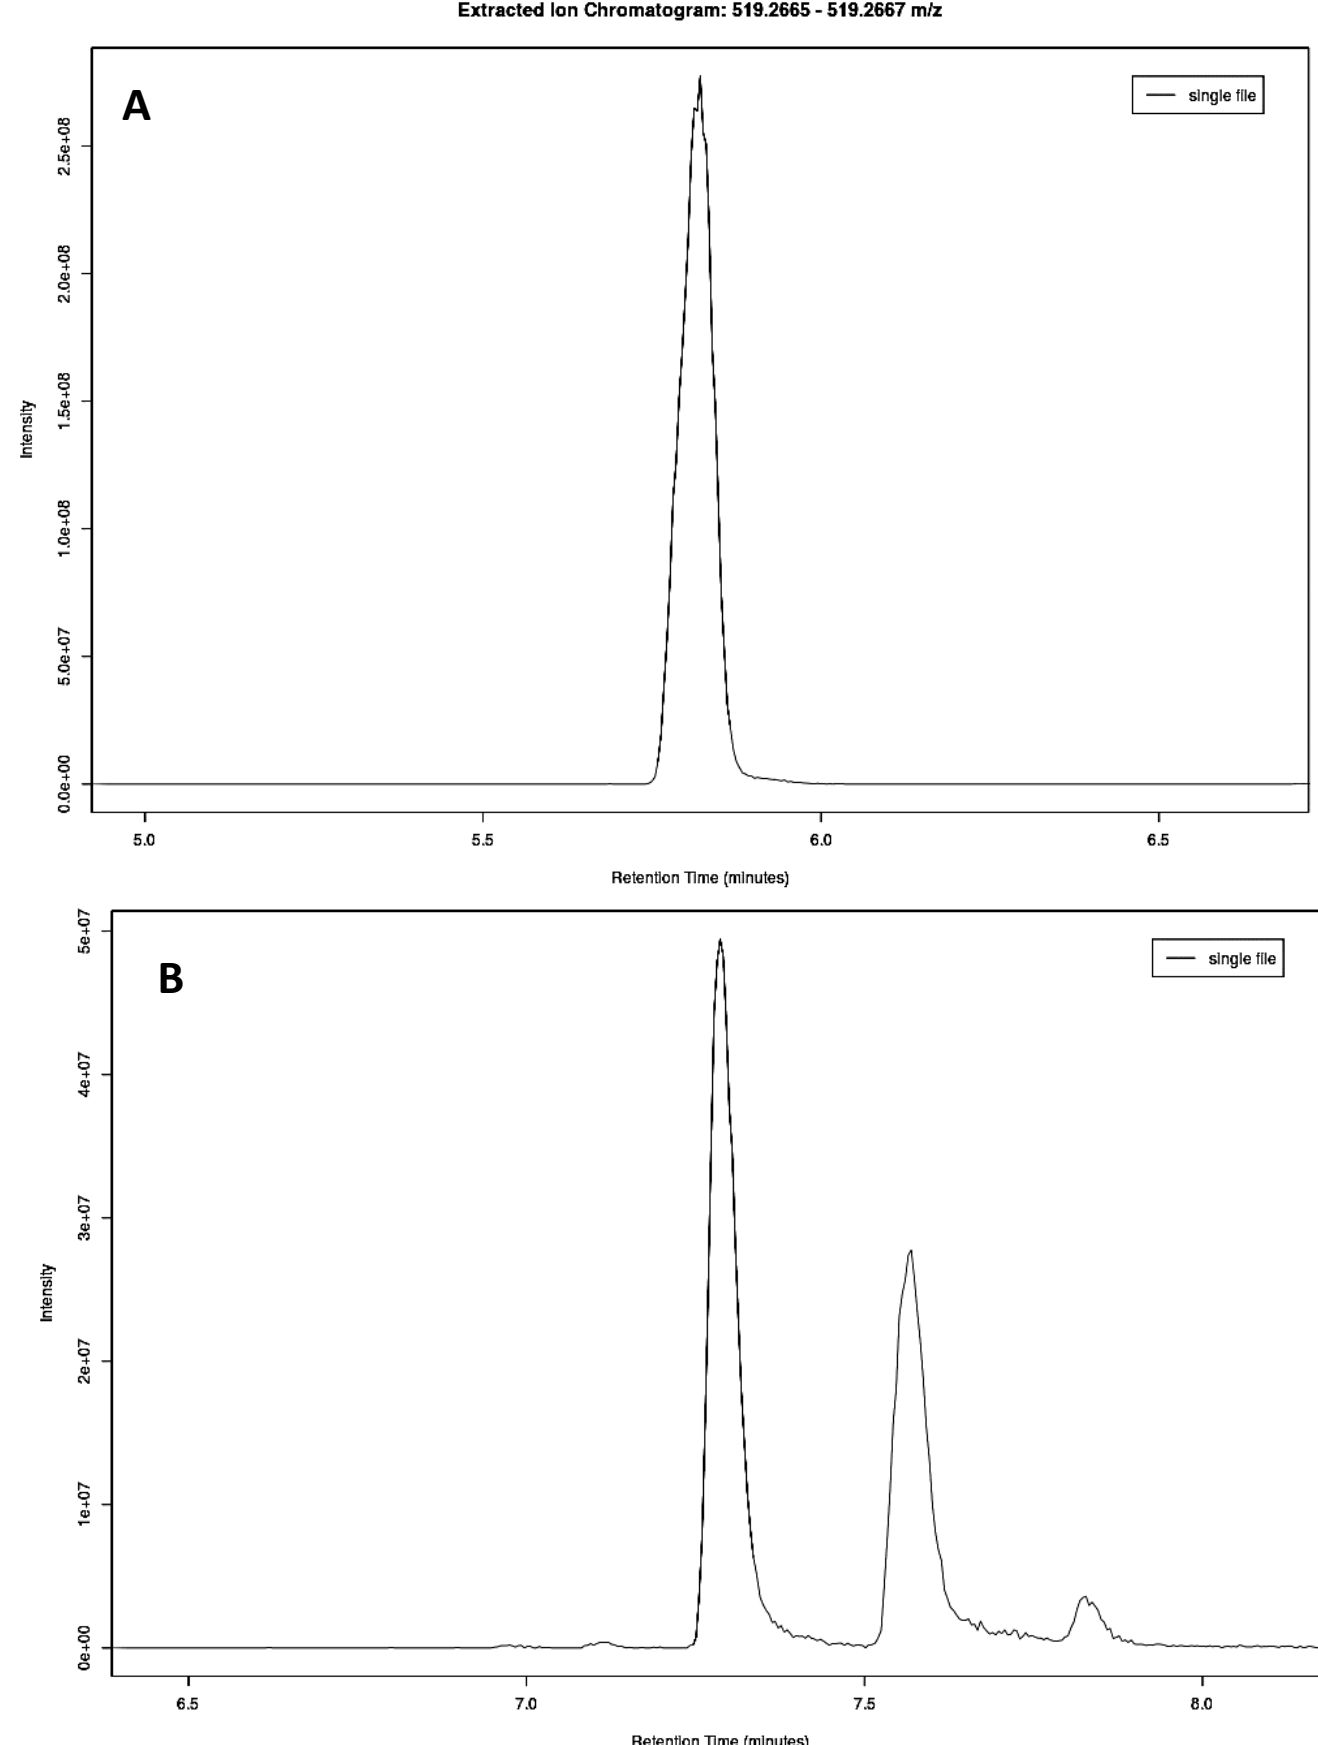 Extracted Ion Chromatogram: 519.2665 - 519.2667 m/z
A
single file
2.5e+08
2.0e+08
1.5e+08
1.0e+08
5.0e+07
0.0e+00
Intensity
5.0 5.5 6.0 6.5
Retention Time (minutes)
B
single file
5e+07
4e+07
3e+07
2e+07
1e+07
0e+00
Intensity
6.5 7.0 7.5 8.0
Retention Time (minutes)